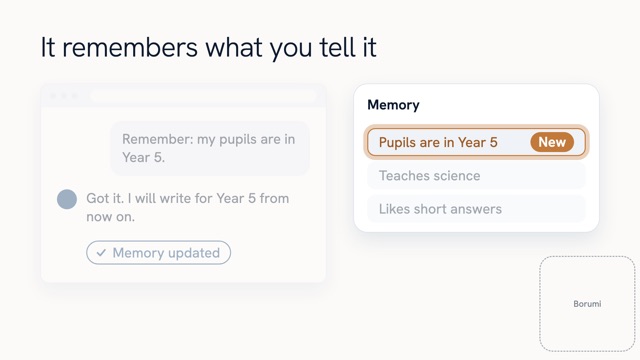 It remembers what you tell it
Remember: my pupils are in
Year 5.
Got it. I will write for Year 5 from
now on.
Memory updated
Memory
Pupils are in Year 5 New
Teaches science
Likes short answers
Borumi